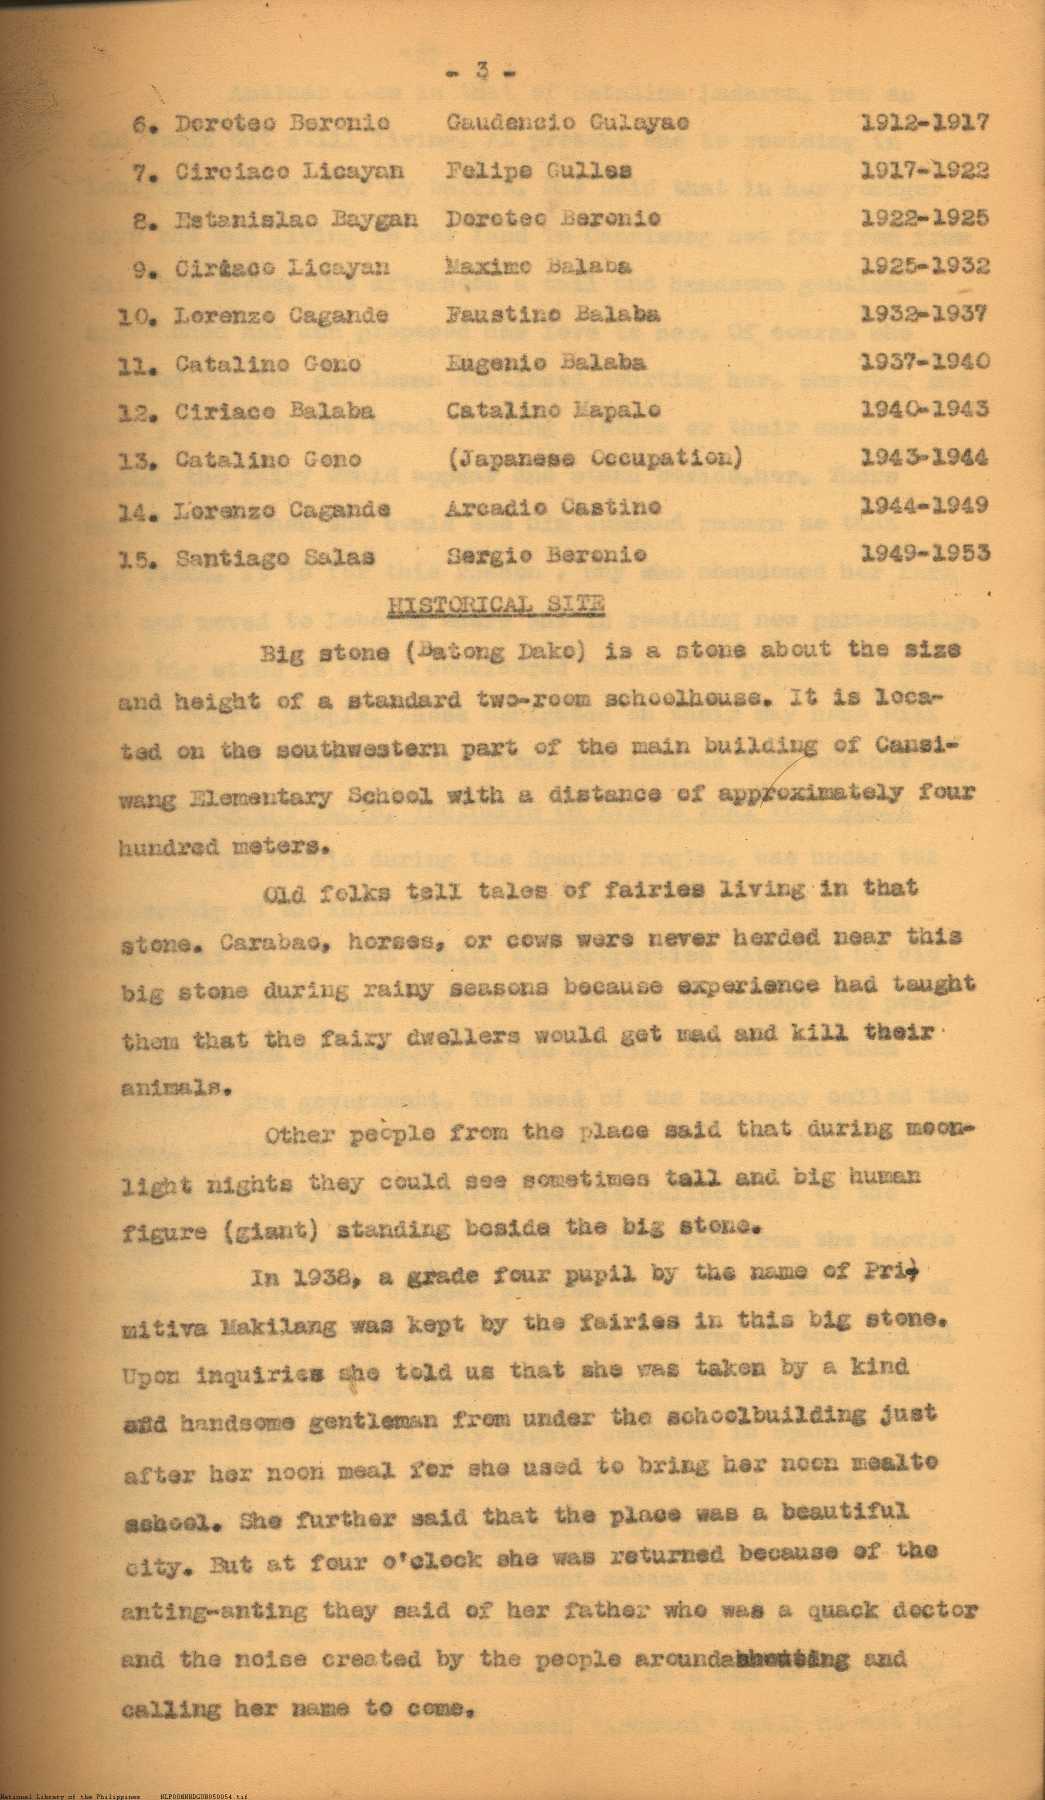 - 3 -
6. Doroteo Beronio Gaudencio Gulayao 1912-1917
7. Circiaco Licayan Felipe Gulles 1917-1922
8. Estanislao Baygan Doroteo Beronio 1922-1925
9. Ciriaco Licayan Maximo Balaba 1925-1932
10. Lorenzo Cagande Faustino Balaba 1932-1937
11. Catalino Gono Eugenio Balaba 1937-1940
12. Ciriaco Balaba Catalino Mapalo 1940-1943
13. Catalino Gono (Japanese Occupation) 1943-1944
14. Lorenzo Cagande Arcadio Castino 1944-1949
15. Santiago Salas Sergio Beronio 1949-1953
HISTORICAL SITE
Big stone (Batong Dako) is a stone about the size
and height of a standard two-room schoolhouse. It is loca-
ted on the southwestern part of the main building of Cansi-
wang Elementary School with a distance of approximately four
hundred meters.
Old folks tell tales of fairies living in that
stone. Carabao, horses, or cows were never herded near this
big stone during rainy seasons because experience had taught
them that the fairy dwellers would get mad and kill their
animals.
Other people from the place said that during moon-
light nights they could see sometimes tall and big human
figure (giant) standing beside the big stone.
In 1938, a grade four pupil by the name of Pri-
mitiva Makilang was kept by the fairies in this big stone.
Upon inquiries she told us that she was taken by a kind
and handsome gentleman from under the schoolbuilding just
after her noon meal for she used to bring her noon mealto
school. She further said that the place was a beautiful
city. But at four o'clock she was returned because of the
anting-anting they said of her father who was a quack doctor
and the noise created by the people around shouting and
calling her name to come.
National Library of the Philippines